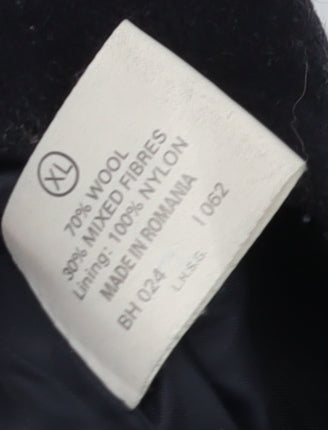 XL
70% WOOL
30% MIXED FIBRES
Lining: 100% NYLON
MADE IN ROMANIA
BH 024 I 062
L.H.S.G.